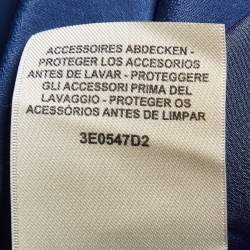 ACCESSOIRES ABDECKEN -
PROTEGER LOS ACCESORIOS
ANTES DE LAVAR - PROTEGGERE
GLI ACCESSORI PRIMA DEL
LAVAGGIO - PROTEGER OS
ACESSÓRIOS ANTES DE LIMPAR
3E0547D2